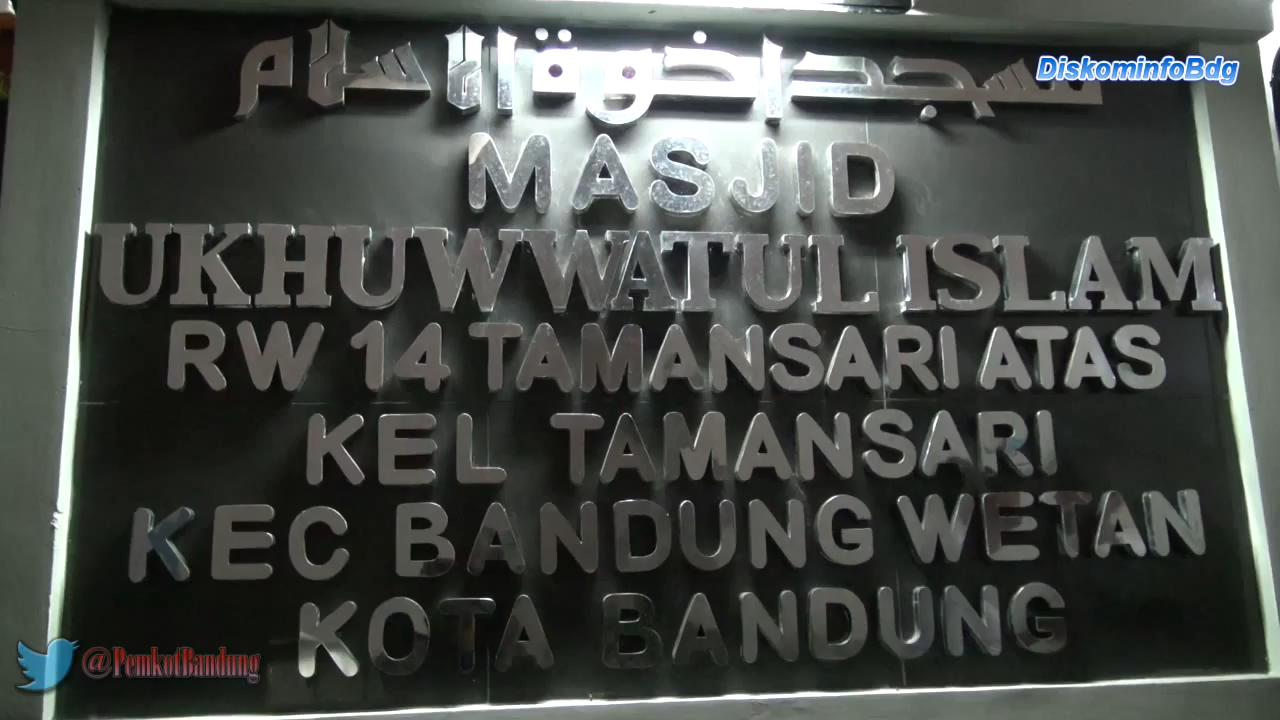 مسجد اخوة الاسلام
DiskominfoBdg
MASJID
UKHUWWATUL ISLAM
RW 14 TAMANSARI ATAS
KEL TAMANSARI
KEC BANDUNG WETAN
KOTA BANDUNG
@PemkotBandung